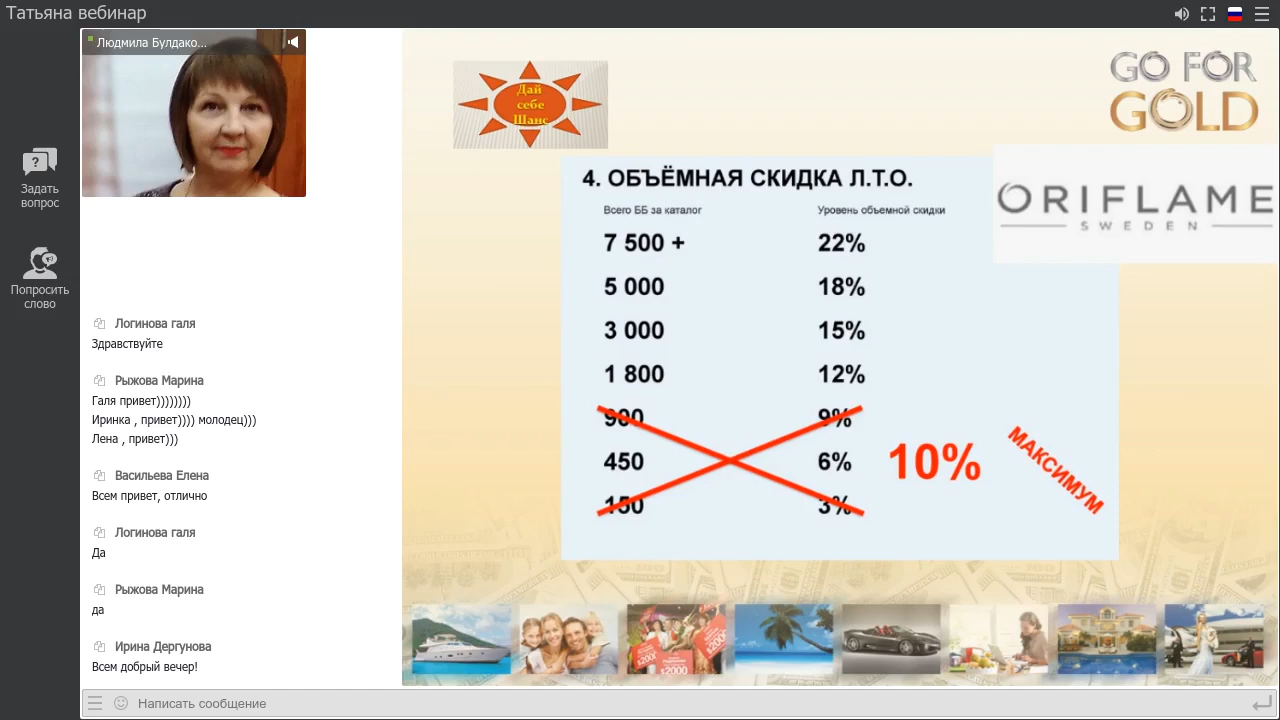 Татьяна вебинар
Людмила Булдако...
Задать
вопрос
Попросить
слово
Логинова галя
Здравствуйте
Рыжова Марина
Галя привет))))))))
Иринка , привет)))) молодец)))
Лена , привет)))
Васильева Елена
Всем привет, отлично
Логинова галя
Да
Рыжова Марина
да
Ирина Дергунова
Всем добрый вечер!
Написать сообщение
Дай
себе
Шанс
GO FOR
GOLD
ORIFLAME
SWEDEN
4. ОБЪЁМНАЯ СКИДКА Л.Т.О.
Всего ББ за каталог Уровень объемной скидки
7 500 + 22%
5 000 18%
3 000 15%
1 800 12%
900 9%
450 6%
150 3%
10%
МАКСИМУМ